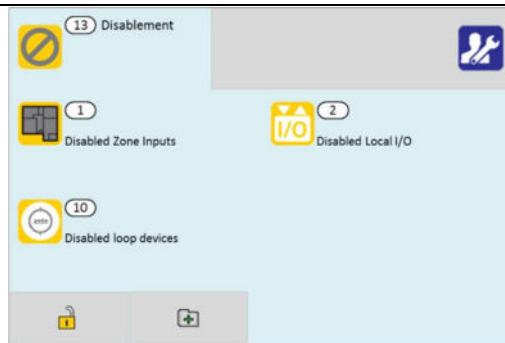 13 Disablement
1
Disabled Zone Inputs
2
I/O
Disabled Local I/O
10
Disabled loop devices